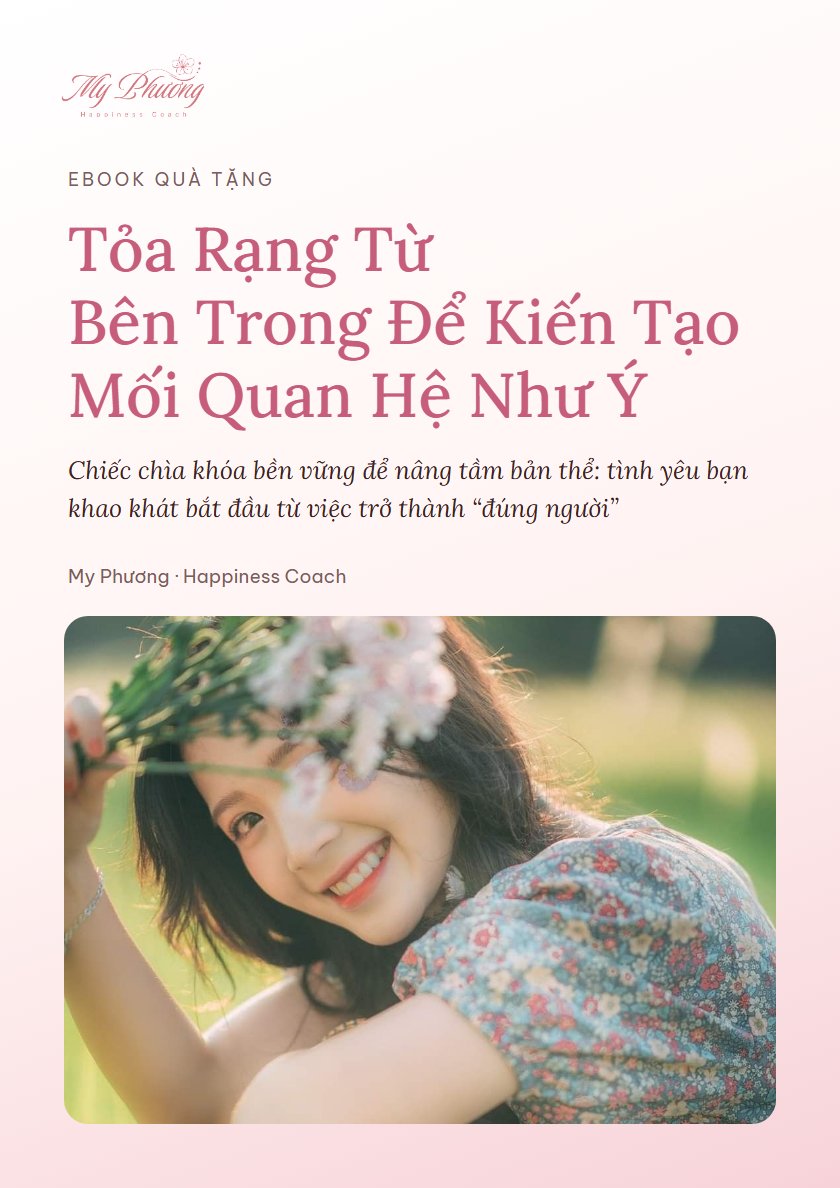 My Phương
Happiness Coach
EBOOK QUÀ TẶNG
Tỏa Rạng Từ
Bên Trong Để Kiến Tạo
Mối Quan Hệ Như Ý
Chiếc chìa khóa bền vững để nâng tầm bản thể: tình yêu bạn
khao khát bắt đầu từ việc trở thành “đúng người”
My Phương · Happiness Coach